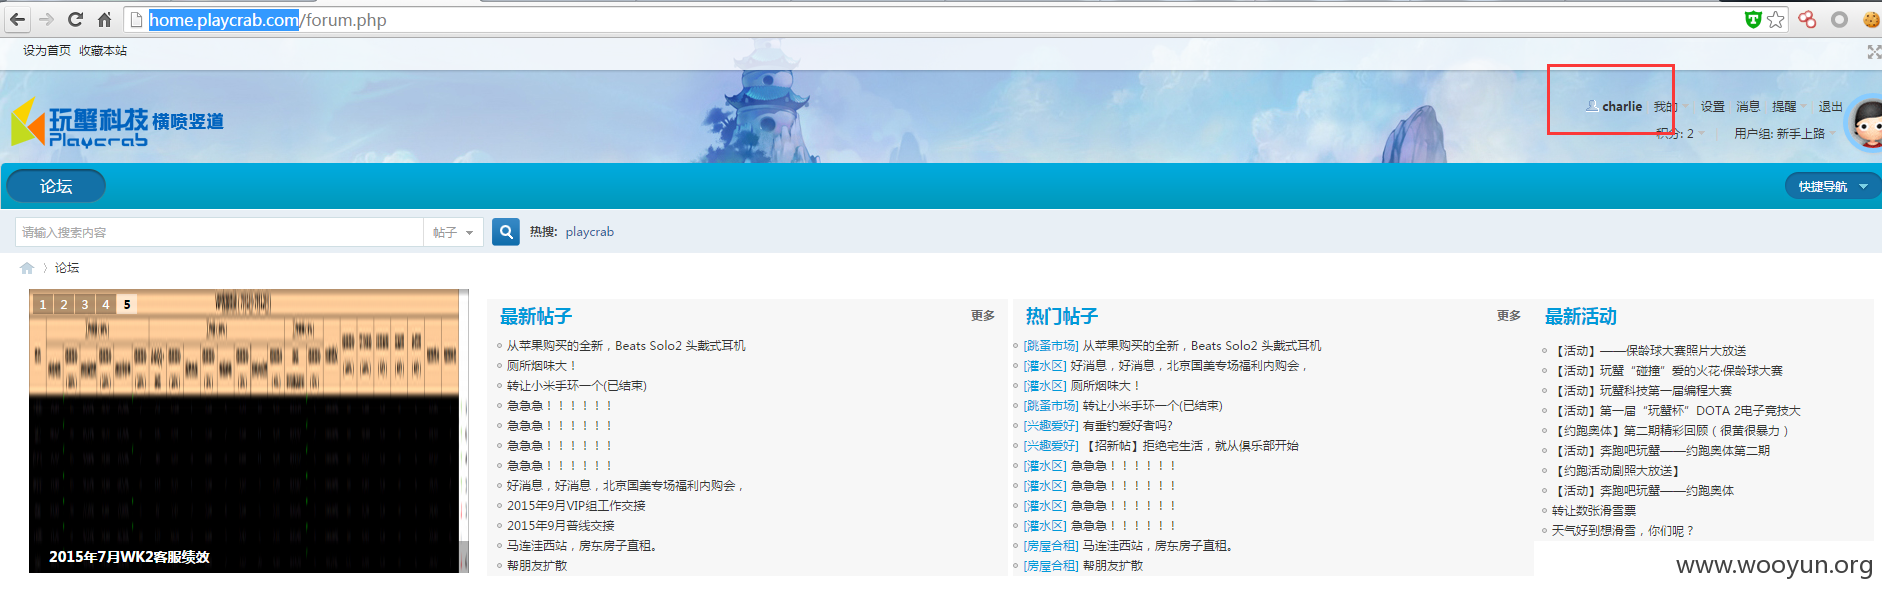 home.playcrab.com/forum.php
设为首页 收藏本站
玩蟹科技 横喷竖道
Playcrab
charlie 我的 设置 消息 提醒 退出
积分: 2 用户组: 新手上路
论坛 快捷导航
请输入搜索内容 帖子 热搜: playcrab
论坛
1 2 3 4 5
2015年7月WK2客服绩效
最新帖子 更多
从苹果购买的全新，Beats Solo2 头戴式耳机
厕所烟味大！
转让小米手环一个(已结束)
急急急！！！！！！
急急急！！！！！！
急急急！！！！！！
急急急！！！！！！
好消息，好消息，北京国美专场福利内购会，
2015年9月VIP组工作交接
2015年9月普线交接
马连洼西站，房东房子直租。
帮朋友扩散
热门帖子 更多
[跳蚤市场] 从苹果购买的全新，Beats Solo2 头戴式耳机
[灌水区] 好消息，好消息，北京国美专场福利内购会，
[灌水区] 厕所烟味大！
[跳蚤市场] 转让小米手环一个(已结束)
[兴趣爱好] 有垂钓爱好者吗?
[兴趣爱好] 【招新帖】拒绝宅生活，就从俱乐部开始
[灌水区] 急急急！！！！！！
[灌水区] 急急急！！！！！！
[灌水区] 急急急！！！！！！
[灌水区] 急急急！！！！！！
[房屋合租] 马连洼西站，房东房子直租。
[房屋合租] 帮朋友扩散
最新活动
【活动】——保龄球大赛照片大放送
【活动】玩蟹“碰撞”爱的火花·保龄球大赛
【活动】玩蟹科技第一届编程大赛
【活动】第一届“玩蟹杯”DOTA 2电子竞技大
【约跑奥体】第二期精彩回顾（很黄很暴力）
【活动】奔跑吧玩蟹——约跑奥体第二期
【约跑活动剧照大放送】
【活动】奔跑吧玩蟹——约跑奥体
转让数张滑雪票
天气好到想滑雪，你们呢？
www.wooyun.org